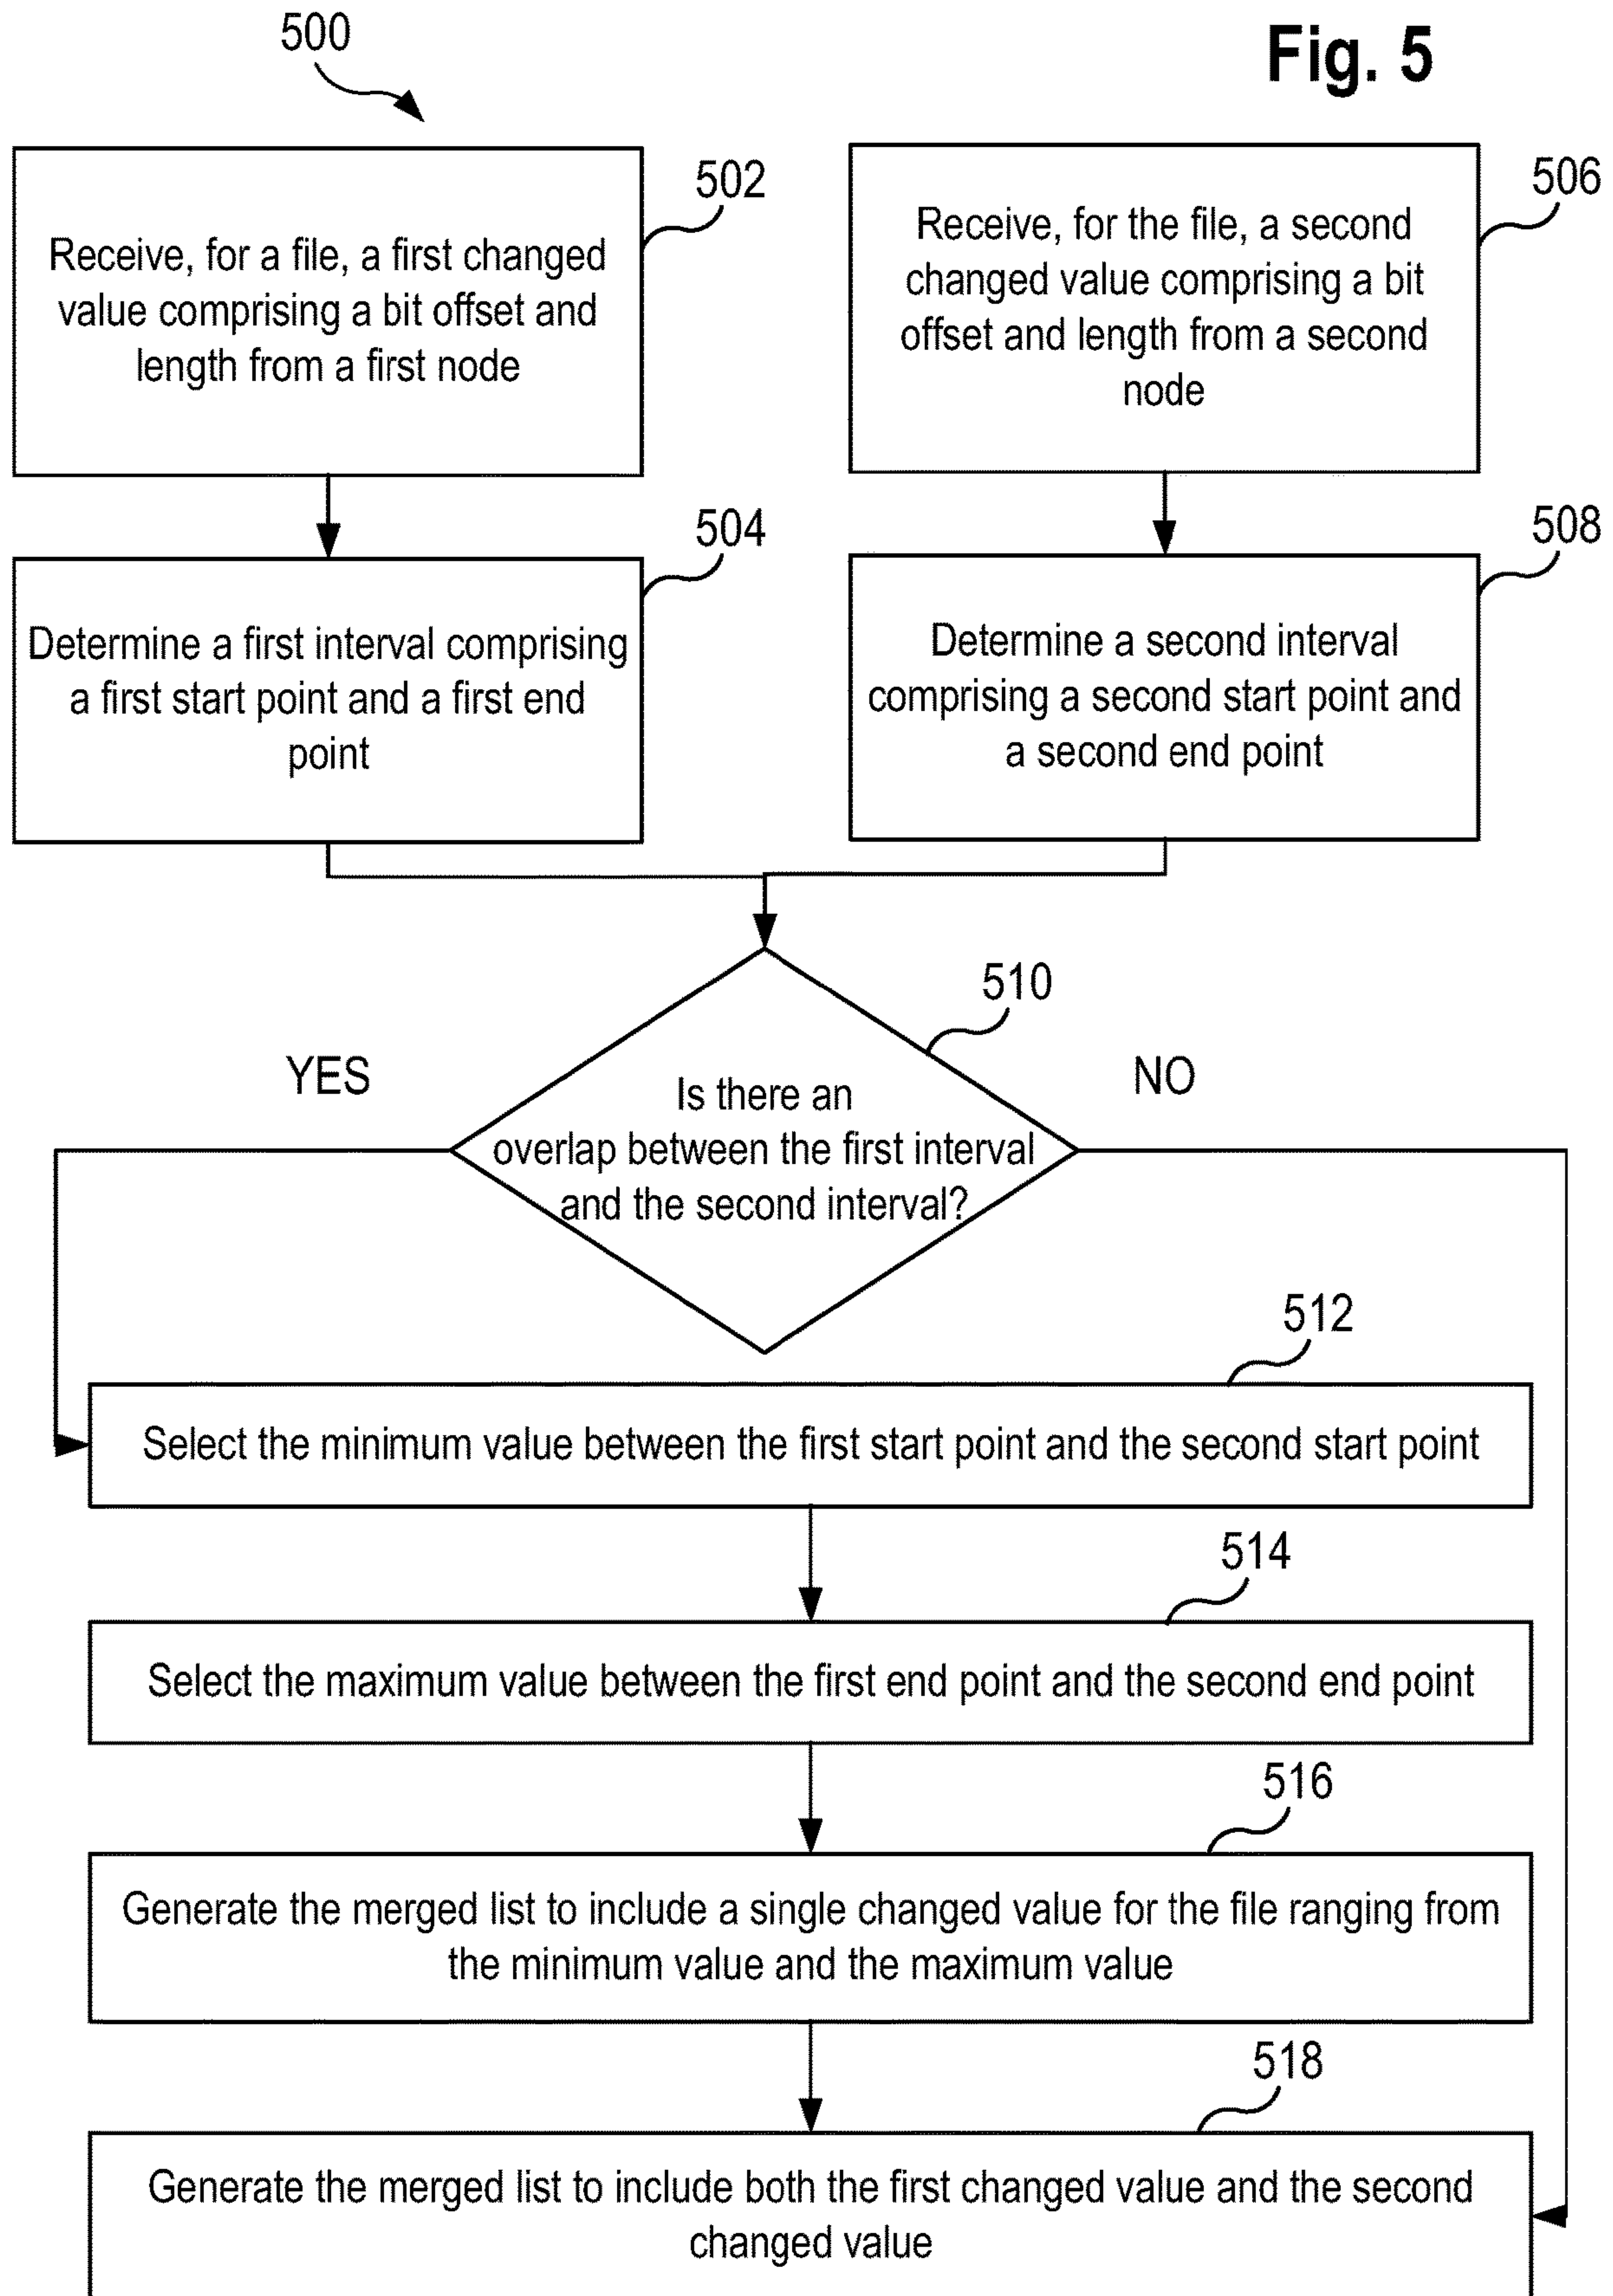 500
Fig. 5
502
Receive, for a file, a first changed
value comprising a bit offset and
length from a first node
506
Receive, for the file, a second
changed value comprising a bit
offset and length from a second
node
504
Determine a first interval comprising
a first start point and a first end
point
508
Determine a second interval
comprising a second start point and
a second end point
510
YES
NO
Is there an
overlap between the first interval
and the second interval?
512
Select the minimum value between the first start point and the second start point
514
Select the maximum value between the first end point and the second end point
516
Generate the merged list to include a single changed value for the file ranging from
the minimum value and the maximum value
518
Generate the merged list to include both the first changed value and the second
changed value